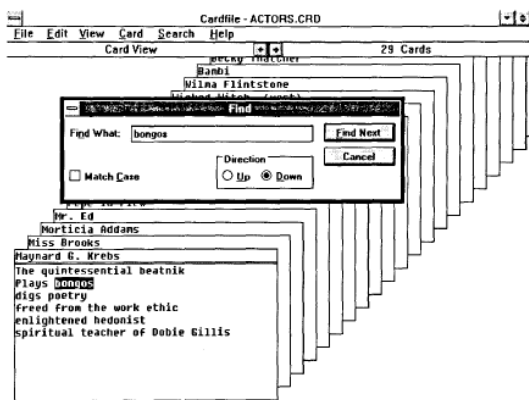 Cardfile - ACTORS.CRD
File Edit View Card Search Help
Card View 29 Cards
Becky Thatcher
Bambi
Wilma Flintstone
Find
Find What: bongos Find Next
Direction Cancel
Match Case Up Down
Mr. Ed
Morticia Addams
Miss Brooks
Maynard G. Krebs
The quintessential beatnik
Plays bongos
digs poetry
freed from the work ethic
enlightened hedonist
spiritual teacher of Dobie Gillis